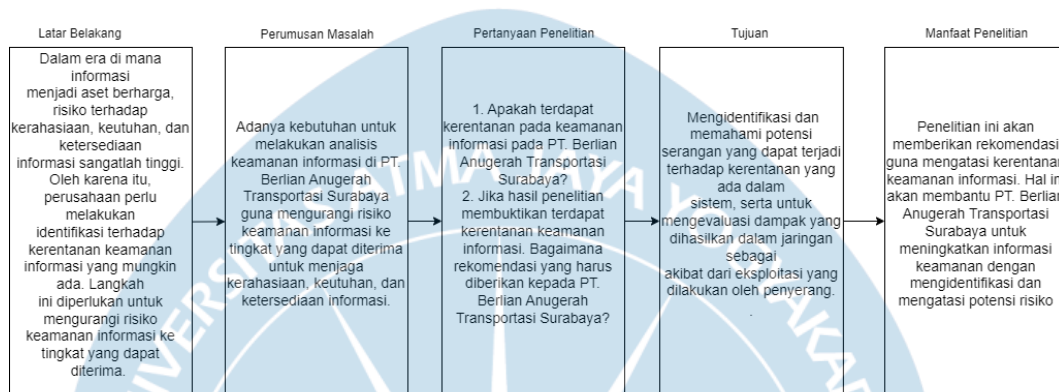 Latar Belakang
Dalam era di mana
informasi
menjadi aset berharga,
risiko terhadap
kerahasiaan, keutuhan, dan
ketersediaan
informasi sangatlah tinggi.
Oleh karena itu,
perusahaan perlu
melakukan
identifikasi terhadap
kerentanan keamanan
informasi yang mungkin
ada. Langkah
ini diperlukan untuk
mengurangi risiko
keamanan informasi ke
tingkat yang dapat
diterima.
Perumusan Masalah
Adanya kebutuhan untuk
melakukan analisis
keamanan informasi di PT.
Berlian Anugerah
Transportasi Surabaya
guna mengurangi risiko
keamanan informasi ke
tingkat yang dapat diterima
untuk menjaga
kerahasiaan, keutuhan, dan
ketersediaan informasi.
Pertanyaan Penelitian
1. Apakah terdapat
kerentanan pada keamanan
informasi pada PT. Berlian
Anugerah Transportasi
Surabaya?
2. Jika hasil penelitian
membuktikan terdapat
kerentanan keamanan
informasi. Bagaimana
rekomendasi yang harus
diberikan kepada PT.
Berlian Anugerah
Transportasi Surabaya?
Tujuan
Mengidentifikasi dan
memahami potensi
serangan yang dapat terjadi
terhadap kerentanan yang
ada dalam
sistem, serta untuk
mengevaluasi dampak yang
dihasilkan dalam jaringan
sebagai
akibat dari eksploitasi yang
dilakukan oleh penyerang.
.
Manfaat Penelitian
Penelitian ini akan
memberikan rekomendasi
guna mengatasi kerentanan
keamanan informasi. Hal ini
akan membantu PT. Berlian
Anugerah Transportasi
Surabaya untuk
meningkatkan informasi
keamanan dengan
mengidentifikasi dan
mengatasi potensi risiko